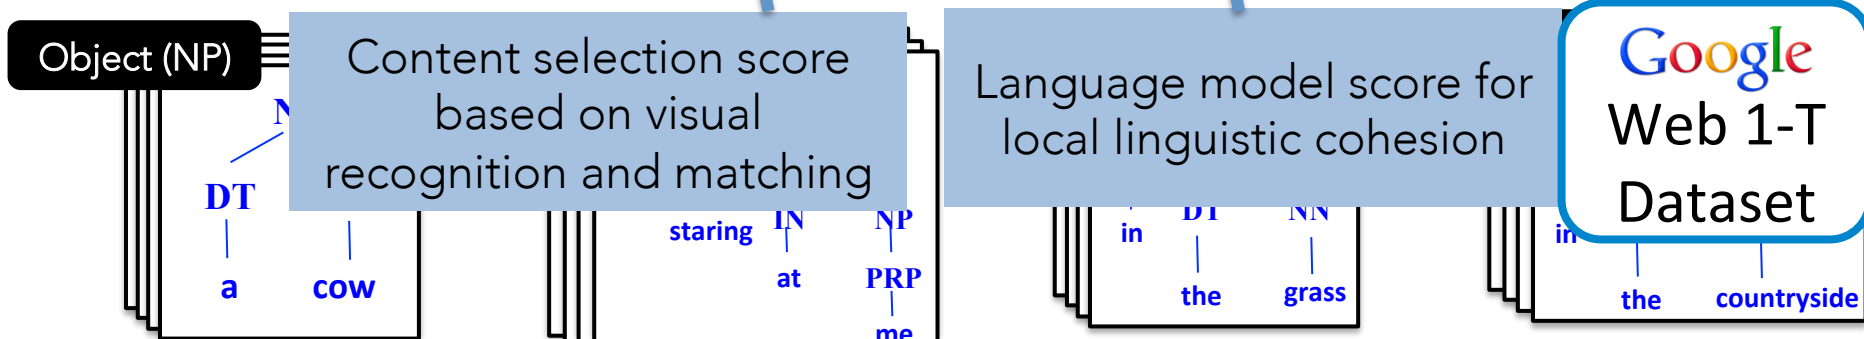 Object (NP)
Content selection score
based on visual
recognition and matching
Language model score for
local linguistic cohesion
Google
Web 1-T
Dataset
DT
a
cow
staring
IN
NP
at
PRP
me
in
DT
NN
the
grass
in
the
countryside